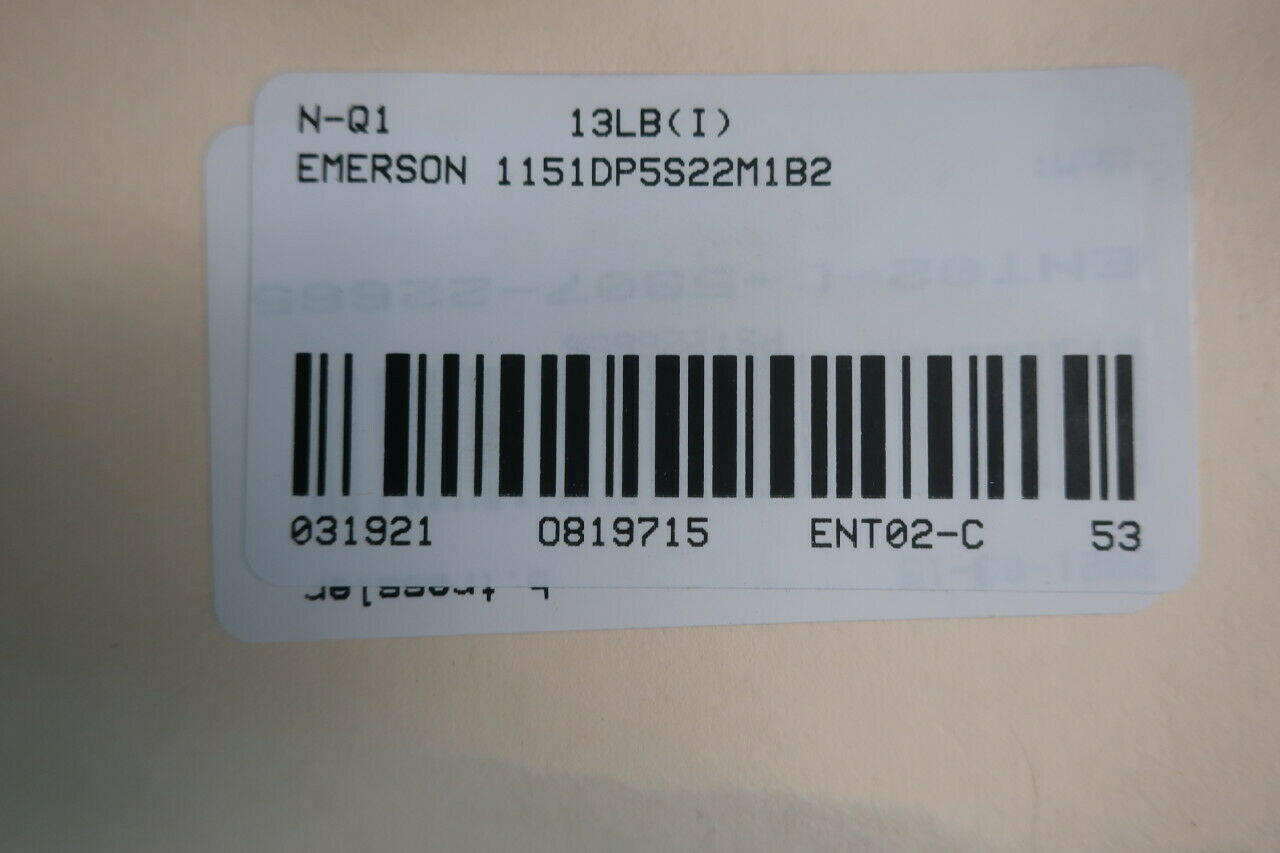 N-Q1 13LB(I)
EMERSON 1151DP5S22M1B2
031921 0819715 ENT02-C 53